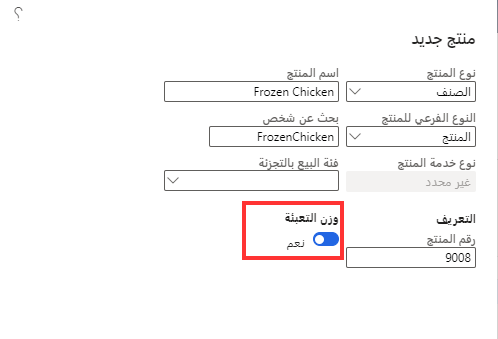 ؟
منتج جديد
نوع المنتج
الصنف
اسم المنتج
Frozen Chicken
النوع الفرعي للمنتج
المنتج
بحث عن شخص
FrozenChicken
نوع خدمة المنتج
غير محدد
فئة البيع بالتجزئة
التعريف
رقم المنتج
9008
وزن التعبئة
نعم